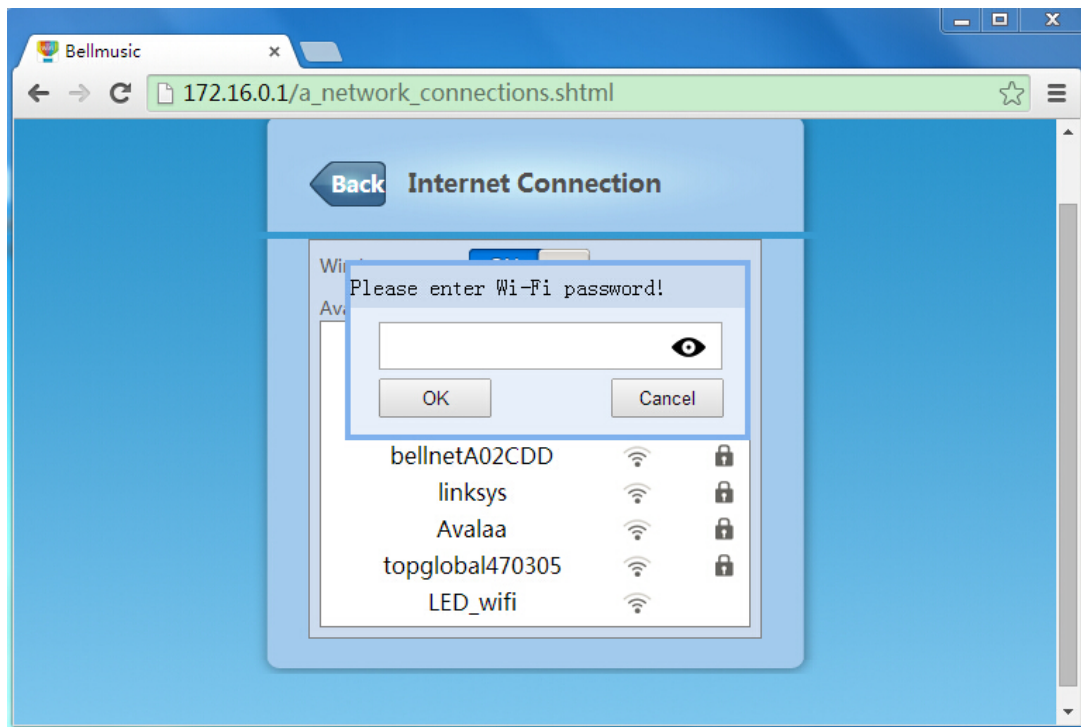 Bellmusic
172.16.0.1/a_network_connections.shtml
Back Internet Connection
Please enter Wi-Fi password!
OK Cancel
bellnetA02CDD
linksys
Avalaa
topglobal470305
LED_wifi